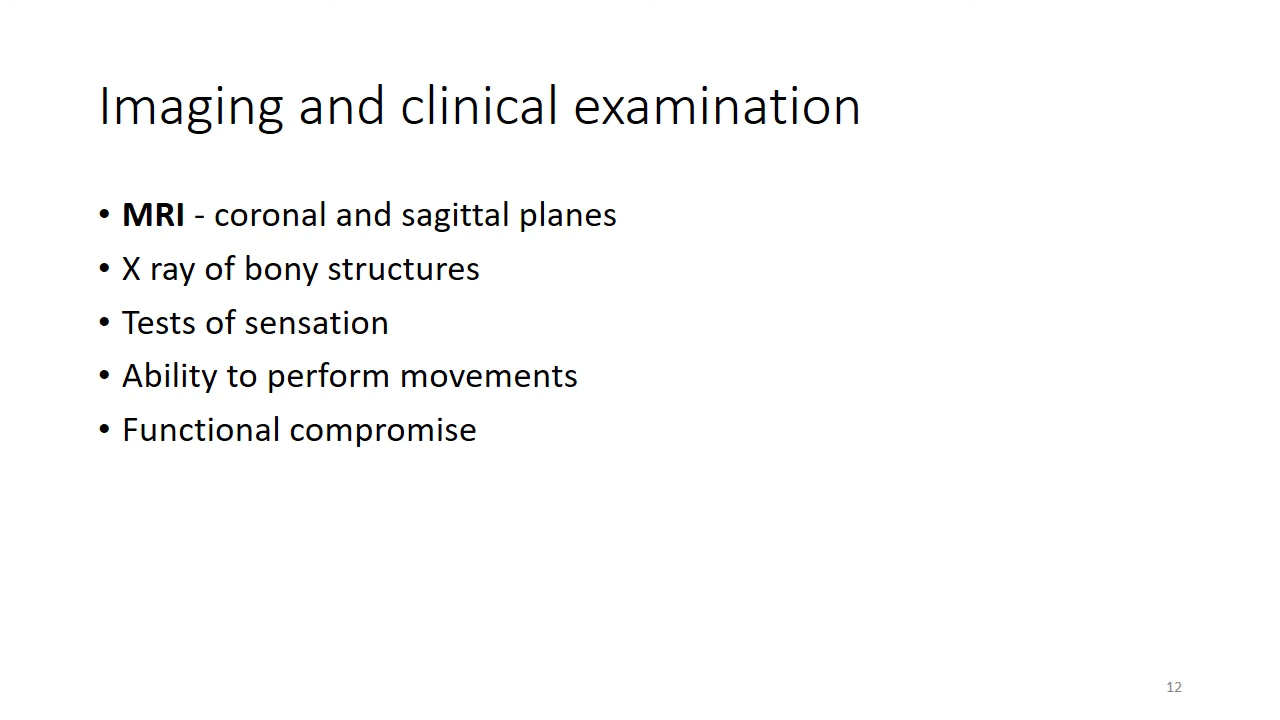 Imaging and clinical examination
• MRI - coronal and sagittal planes
• X ray of bony structures
• Tests of sensation
• Ability to perform movements
• Functional compromise
12